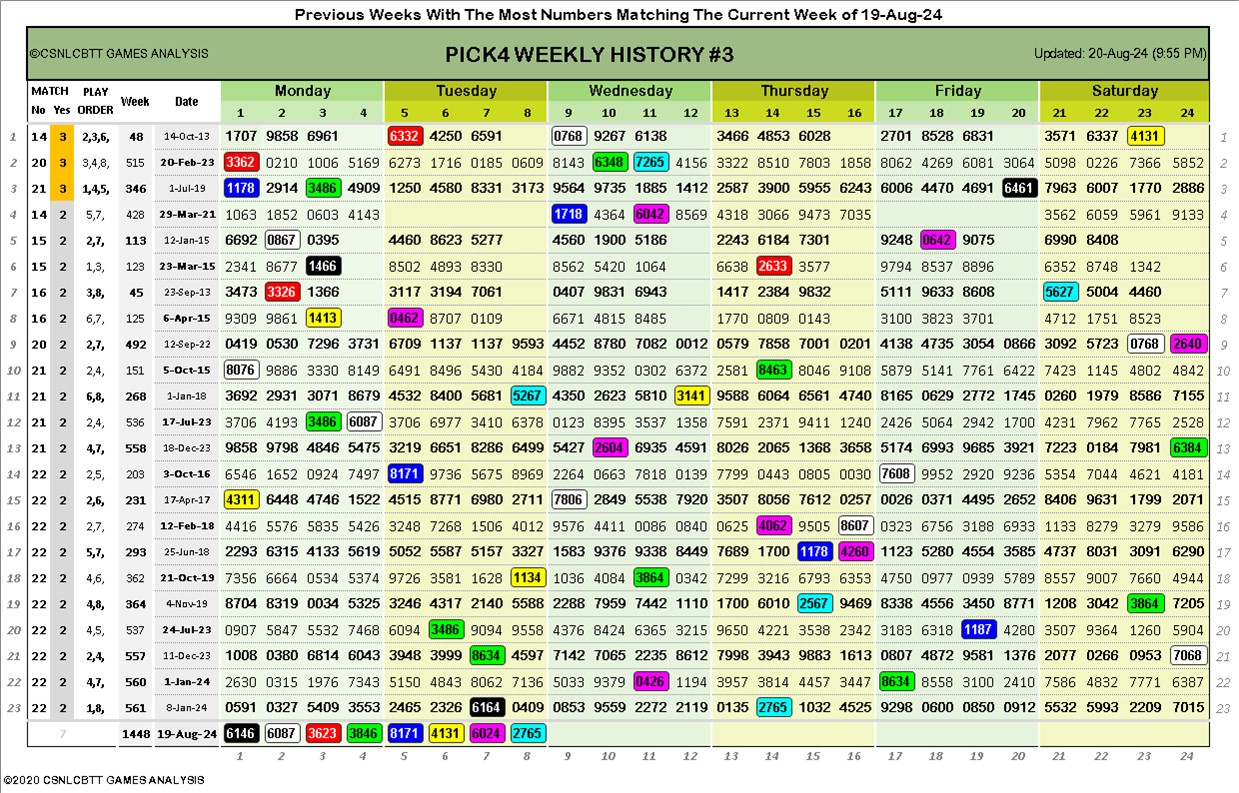 Previous Weeks With The Most Numbers Matching The Current Week of 19-Aug-24
©CSNLCBTT GAMES ANALYSIS PICK4 WEEKLY HISTORY #3 Updated: 20-Aug-24 (9:55 PM)
MATCH PLAY Week Date Monday Tuesday Wednesday Thursday Friday Saturday
No Yes ORDER 1 2 3 4 5 6 7 8 9 10 11 12 13 14 15 16 17 18 19 20 21 22 23 24
1 14 3 2,3,6, 48 14-Oct-13 1707 9858 6961 6332 4250 6591 0768 9267 6138 3466 4853 6028 2701 8528 6831 3571 6337 4131 1
2 20 3 3,4,8, 515 20-Feb-23 3362 0210 1006 5169 6273 1716 0185 0609 8143 6348 7265 4156 3322 8510 7803 1858 8062 4269 6081 3064 5098 0226 7366 5852 2
3 21 3 1,4,5, 346 1-Jul-19 1178 2914 3486 4909 1250 4580 8331 3173 9564 9735 1885 1412 2587 3900 5955 6243 6006 4470 4691 6461 7963 6007 1770 2886 3
4 14 2 5,7, 428 29-Mar-21 1063 1852 0603 4143 1718 4364 6042 8569 4318 3066 9473 7035 3562 6059 5961 9133 4
5 15 2 2,7, 113 12-Jan-15 6692 0867 0395 4460 8623 5277 4560 1900 5186 2243 6184 7301 9248 0642 9075 6990 8408 5
6 15 2 1,3, 123 23-Mar-15 2341 8677 1466 8502 4893 8330 8562 5420 1064 6638 2633 3577 9794 8537 8896 6352 8748 1342 6
7 16 2 3,8, 45 23-Sep-13 3473 3326 1366 3117 3194 7061 0407 9831 6943 1417 2384 9832 5111 9633 8608 5627 5004 4460 7
8 16 2 6,7, 125 6-Apr-15 9309 9861 1413 0462 8707 0109 6671 4815 8485 1770 0809 0143 3100 3823 3701 4712 1751 8523 8
9 20 2 2,7, 492 12-Sep-22 0419 0530 7296 3731 6709 1137 1137 9593 4452 8780 7082 0012 0579 7858 7001 0201 4138 4735 3054 0866 3092 5723 0768 2640 9
10 21 2 2,4, 151 5-Oct-15 8076 9886 3330 8149 6491 8496 5430 4184 9882 9352 0302 6372 2581 8463 8046 9108 5879 5141 7761 6422 7423 1145 4802 4842 10
11 21 2 6,8, 268 1-Jan-18 3692 2931 3071 8679 4532 8400 5681 5267 4350 2623 5810 3141 9588 6064 6561 4740 8165 0629 2772 1745 0260 1979 8586 7155 11
12 21 2 2,4, 536 17-Jul-23 3706 4193 3486 6087 3706 6977 3410 6378 0123 8395 3537 1358 7591 2371 9411 1240 2426 5064 2942 1700 4231 7962 7765 2528 12
13 21 2 4,7, 558 18-Dec-23 9858 9798 4846 5475 3219 6651 8286 6499 5427 2604 6935 4591 8026 2065 1368 3658 5174 6993 9685 3921 7223 0184 7981 6384 13
14 22 2 2,5, 203 3-Oct-16 6546 1652 0924 7497 8171 9736 5675 8969 2264 0663 7818 0139 7799 0443 0805 0030 7608 9952 2920 9236 5354 7044 4621 4181 14
15 22 2 2,6, 231 17-Apr-17 4311 6448 4746 1522 4515 8771 6980 2711 7806 2849 5538 7920 3507 8056 7612 0257 0026 0371 4495 2652 8406 9631 1799 2071 15
16 22 2 2,7, 274 12-Feb-18 4416 5576 5835 5426 3248 7268 1506 4012 9576 4411 0086 0840 0625 4062 9505 8607 0323 6756 3188 6933 1133 8279 3279 9586 16
17 22 2 5,7, 293 25-Jun-18 2293 6315 4133 5619 5052 5587 5157 3327 1583 9376 9338 8449 7689 1700 1178 4260 1123 5280 4554 3585 4737 8031 3091 6290 17
18 22 2 4,6, 362 21-Oct-19 7356 6664 0534 5374 9726 3581 1628 1134 1036 4084 3864 0342 7299 3216 6793 6353 4750 0977 0939 5789 8557 9007 7660 4944 18
19 22 2 4,8, 364 4-Nov-19 8704 8319 0034 5325 3246 4317 2140 5588 2288 7959 7442 1110 1700 6010 2567 9469 8338 4556 3450 8771 1208 3042 3864 7205 19
20 22 2 4,5, 537 24-Jul-23 0907 5847 5532 7468 6094 3486 9094 9558 4376 8424 6365 3215 9650 4221 3538 2342 3183 6318 1187 4280 3507 9364 1260 5904 20
21 22 2 2,4, 557 11-Dec-23 1008 0380 6814 6043 3948 3999 8634 4597 7142 7065 2235 8612 7998 3943 9883 1613 0807 4872 9581 1376 2077 0266 0953 7068 21
22 22 2 4,7, 560 1-Jan-24 2630 0315 1976 7343 5150 4843 8062 7136 5033 9379 0426 1194 3957 3814 4457 3447 8634 8558 3100 2410 7586 4832 7771 6387 22
23 22 2 1,8, 561 8-Jan-24 0591 0327 5409 3553 2465 2326 6164 0409 0853 9559 2272 2119 0135 2765 1032 4525 9298 0600 0850 0912 5532 5993 2209 7015 23
7 1448 19-Aug-24 6146 6087 3623 3846 8171 4131 6024 2765
1 2 3 4 5 6 7 8 9 10 11 12 13 14 15 16 17 18 19 20 21 22 23 24
©2020 CSNLCBTT GAMES ANALYSIS